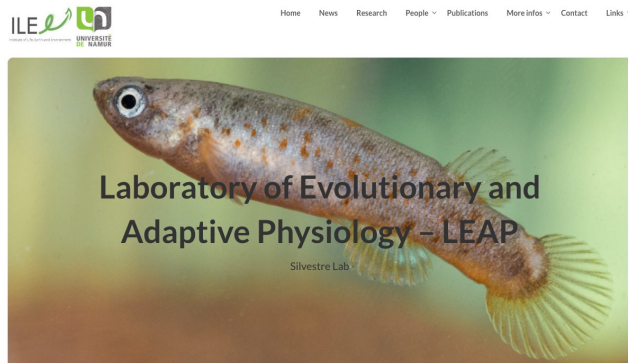 ILE
UNIVERSITÉ
DE NAMUR
Home News Research People Publications More infos Contact Links
Laboratory of Evolutionary and
Adaptive Physiology – LEAP
Silvestre Lab -